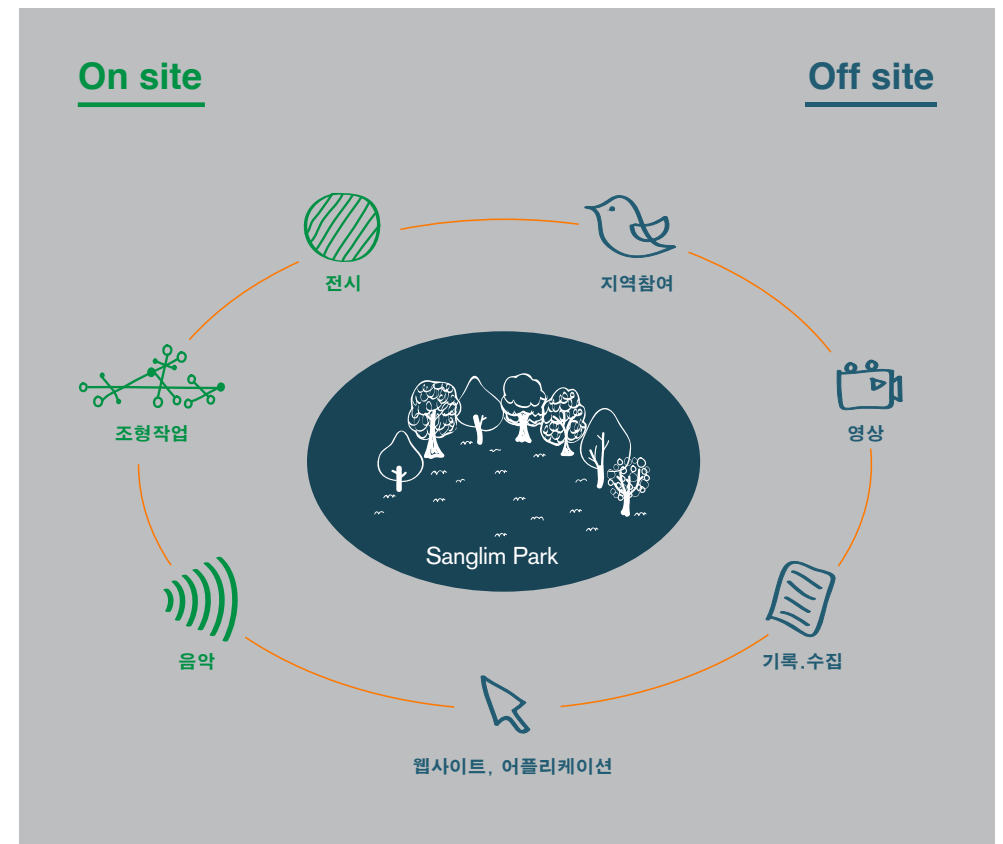 On site
Off site
전시
지역참여
조형작업
영상
Sanglim Park
음악
기록.수집
웹사이트, 어플리케이션